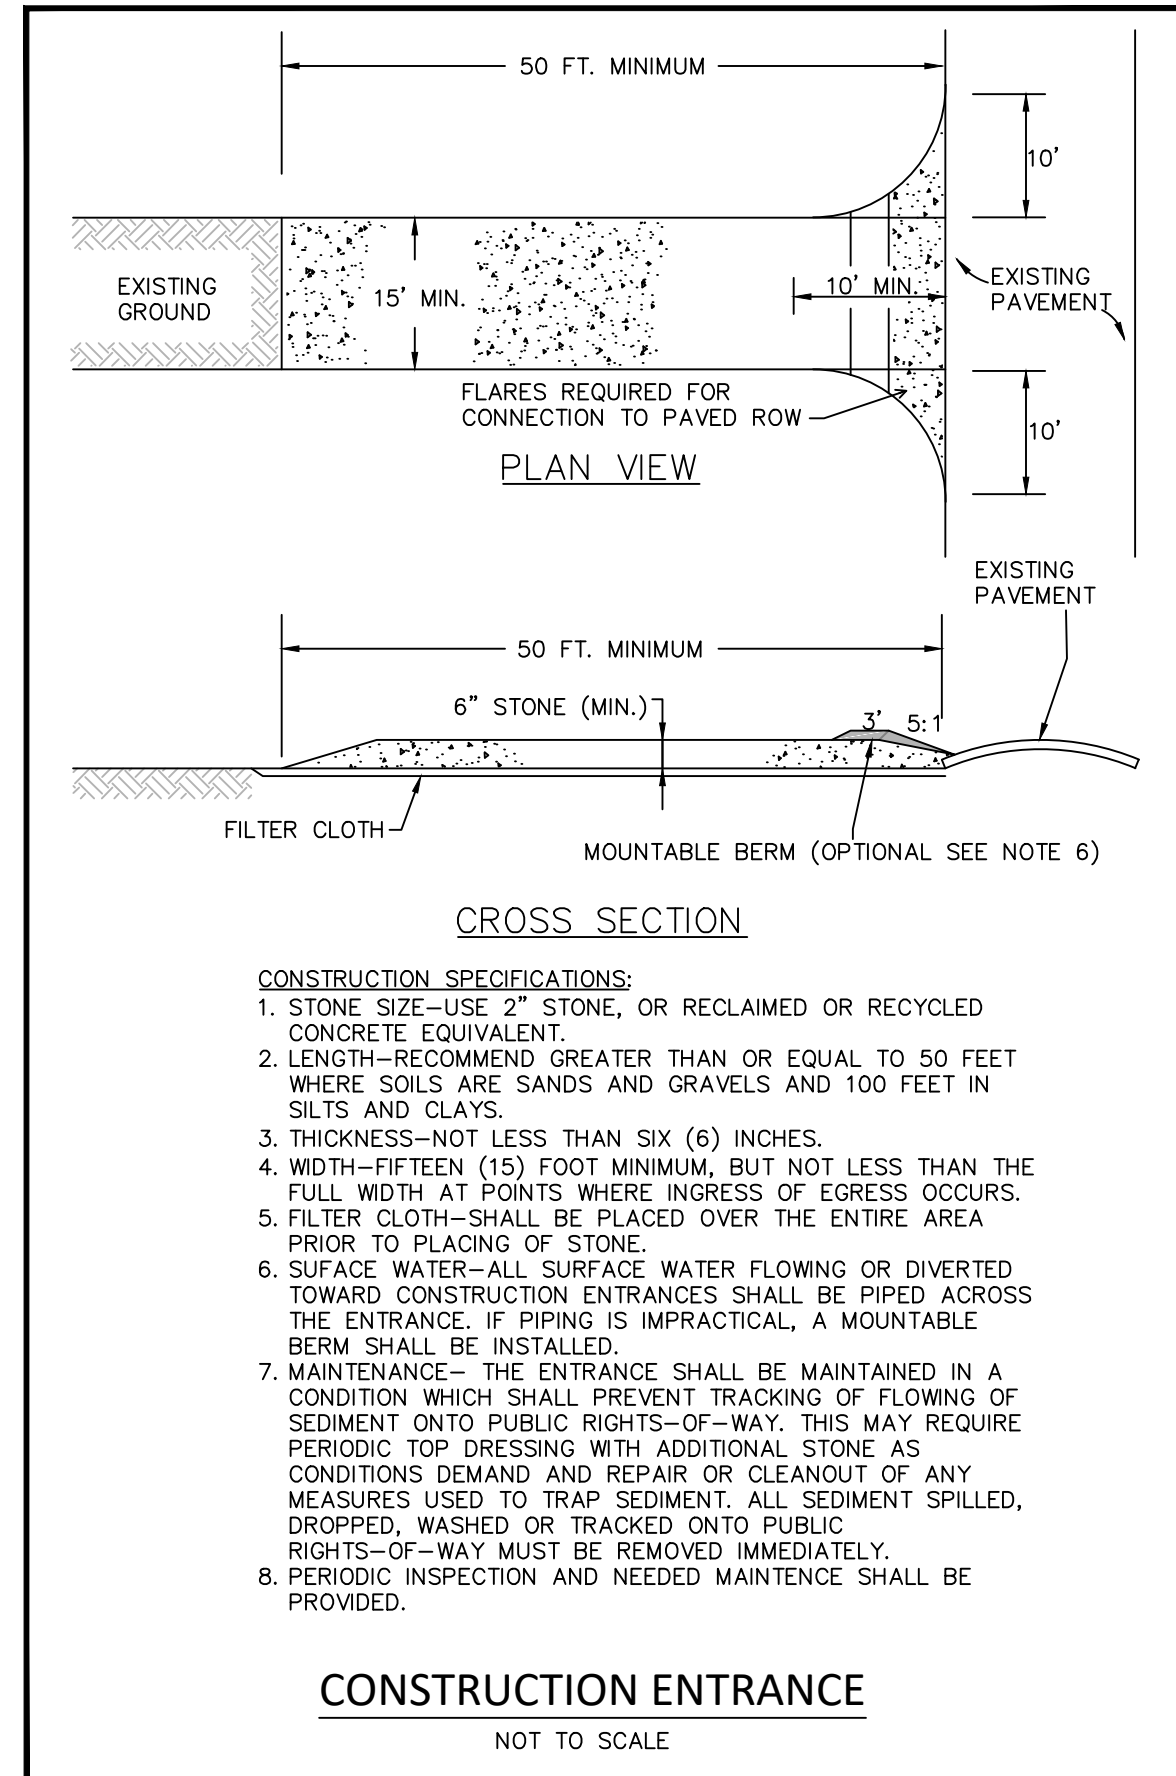 50 FT. MINIMUM
10'
EXISTING
GROUND
15' MIN.
10' MIN.
EXISTING
PAVEMENT
FLARES REQUIRED FOR
CONNECTION TO PAVED ROW
10'
PLAN VIEW
EXISTING
PAVEMENT
50 FT. MINIMUM
6" STONE (MIN.)
3'
5:1
FILTER CLOTH
MOUNTABLE BERM (OPTIONAL SEE NOTE 6)
CROSS SECTION
CONSTRUCTION SPECIFICATIONS:
1. STONE SIZE–USE 2" STONE, OR RECLAIMED OR RECYCLED
CONCRETE EQUIVALENT.
2. LENGTH–RECOMMEND GREATER THAN OR EQUAL TO 50 FEET
WHERE SOILS ARE SANDS AND GRAVELS AND 100 FEET IN
SILTS AND CLAYS.
3. THICKNESS–NOT LESS THAN SIX (6) INCHES.
4. WIDTH–FIFTEEN (15) FOOT MINIMUM, BUT NOT LESS THAN THE
FULL WIDTH AT POINTS WHERE INGRESS OF EGRESS OCCURS.
5. FILTER CLOTH–SHALL BE PLACED OVER THE ENTIRE AREA
PRIOR TO PLACING OF STONE.
6. SUFACE WATER–ALL SURFACE WATER FLOWING OR DIVERTED
TOWARD CONSTRUCTION ENTRANCES SHALL BE PIPED ACROSS
THE ENTRANCE. IF PIPING IS IMPRACTICAL, A MOUNTABLE
BERM SHALL BE INSTALLED.
7. MAINTENANCE– THE ENTRANCE SHALL BE MAINTAINED IN A
CONDITION WHICH SHALL PREVENT TRACKING OF FLOWING OF
SEDIMENT ONTO PUBLIC RIGHTS–OF–WAY. THIS MAY REQUIRE
PERIODIC TOP DRESSING WITH ADDITIONAL STONE AS
CONDITIONS DEMAND AND REPAIR OR CLEANOUT OF ANY
MEASURES USED TO TRAP SEDIMENT. ALL SEDIMENT SPILLED,
DROPPED, WASHED OR TRACKED ONTO PUBLIC
RIGHTS–OF–WAY MUST BE REMOVED IMMEDIATELY.
8. PERIODIC INSPECTION AND NEEDED MAINTENCE SHALL BE
PROVIDED.
CONSTRUCTION ENTRANCE
NOT TO SCALE